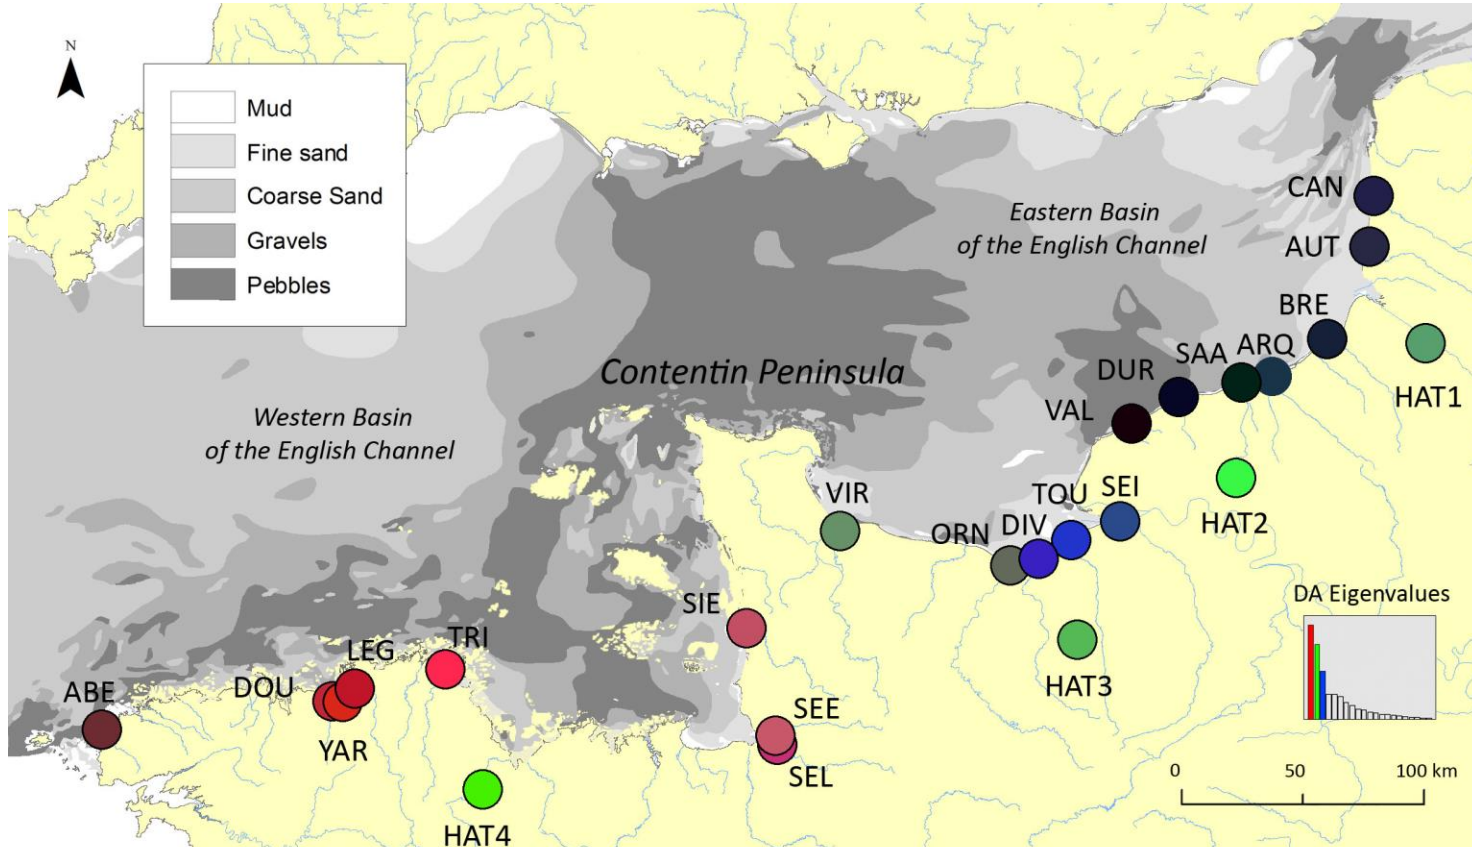 N
Mud
Fine sand
Coarse Sand
Gravels
Pebbles
CAN
Eastern Basin
of the English Channel
AUT
BRE
SAA
ARQ
DUR
Contentin Peninsula
HAT1
VAL
Western Basin
of the English Channel
VIR
TOU
SEI
ORN
DIV
HAT2
SIE
DA Eigenvalues
LEG
TRI
HAT3
ABE
DOU
SEE
YAR
SEL
0
50
100 km
HAT4